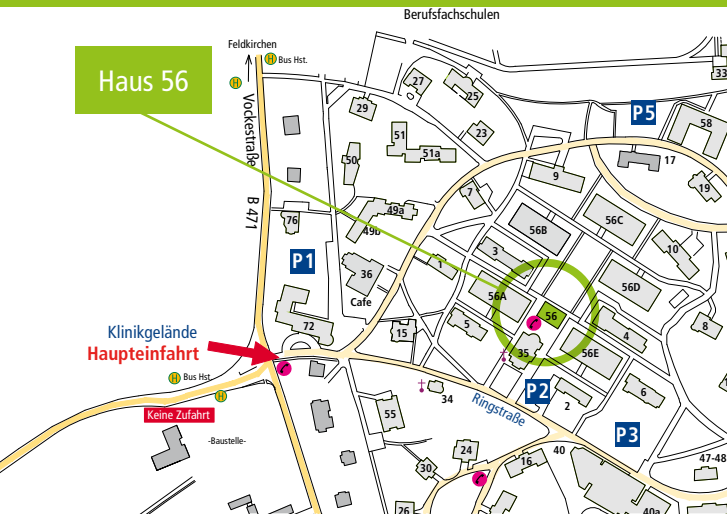 Berufsfachschulen
Feldkirchen
Bus Hst.
H
H
Haus 56
Vockestraße
B 471
27
25
33
29
P5
58
51
23
51a
50
17
9
19
7
49a
49b
76
56C
56B
10
3
P1
1
36
56D
56A
Cafe
56
5
4
8
72
15
Klinikgelände
Haupteinfahrt
35
56E
H
Bus Hst.
H
P2
6
34
Ringstraße
2
Keine Zufahrt
55
P3
-Baustelle-
24
40
16
47-48
30
26
40a